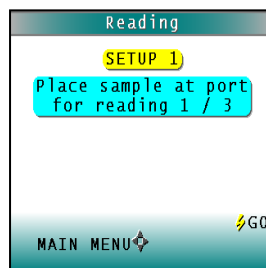 Reading
SETUP 1
Place sample at port
for reading 1 / 3
GO
MAIN MENU